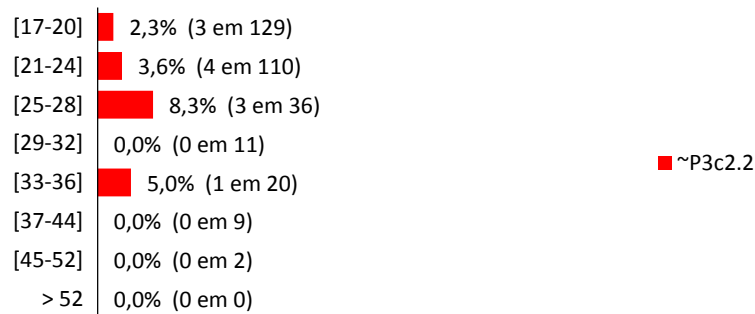 [17-20] 2,3% (3 em 129)
[21-24] 3,6% (4 em 110)
[25-28] 8,3% (3 em 36)
[29-32] 0,0% (0 em 11)
[33-36] 5,0% (1 em 20)
[37-44] 0,0% (0 em 9)
[45-52] 0,0% (0 em 2)
> 52 0,0% (0 em 0)
~P3c2.2